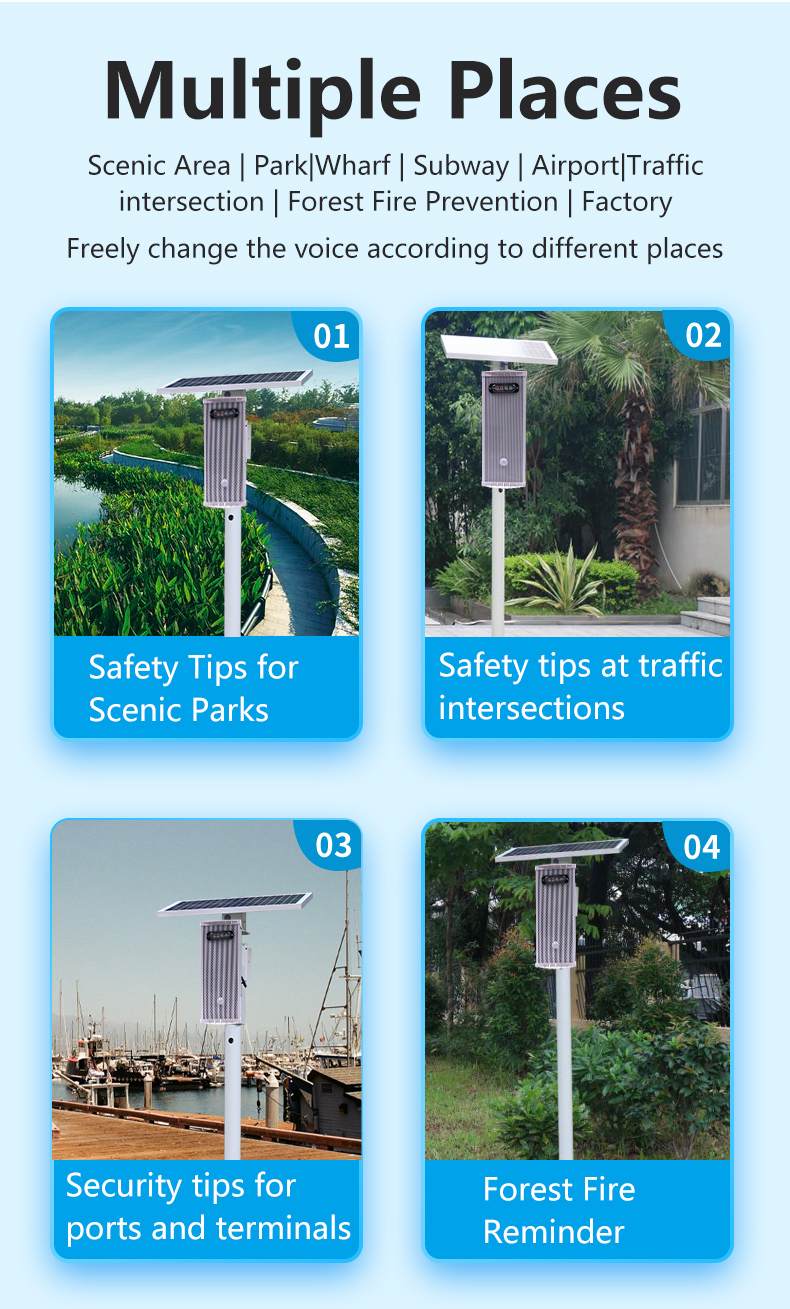 Multiple Places
Scenic Area | Park|Wharf | Subway | Airport|Traffic
intersection | Forest Fire Prevention | Factory
Freely change the voice according to different places
01
02
Safety Tips for
Scenic Parks
Safety tips at traffic
intersections
03
04
Security tips for
ports and terminals
Forest Fire
Reminder